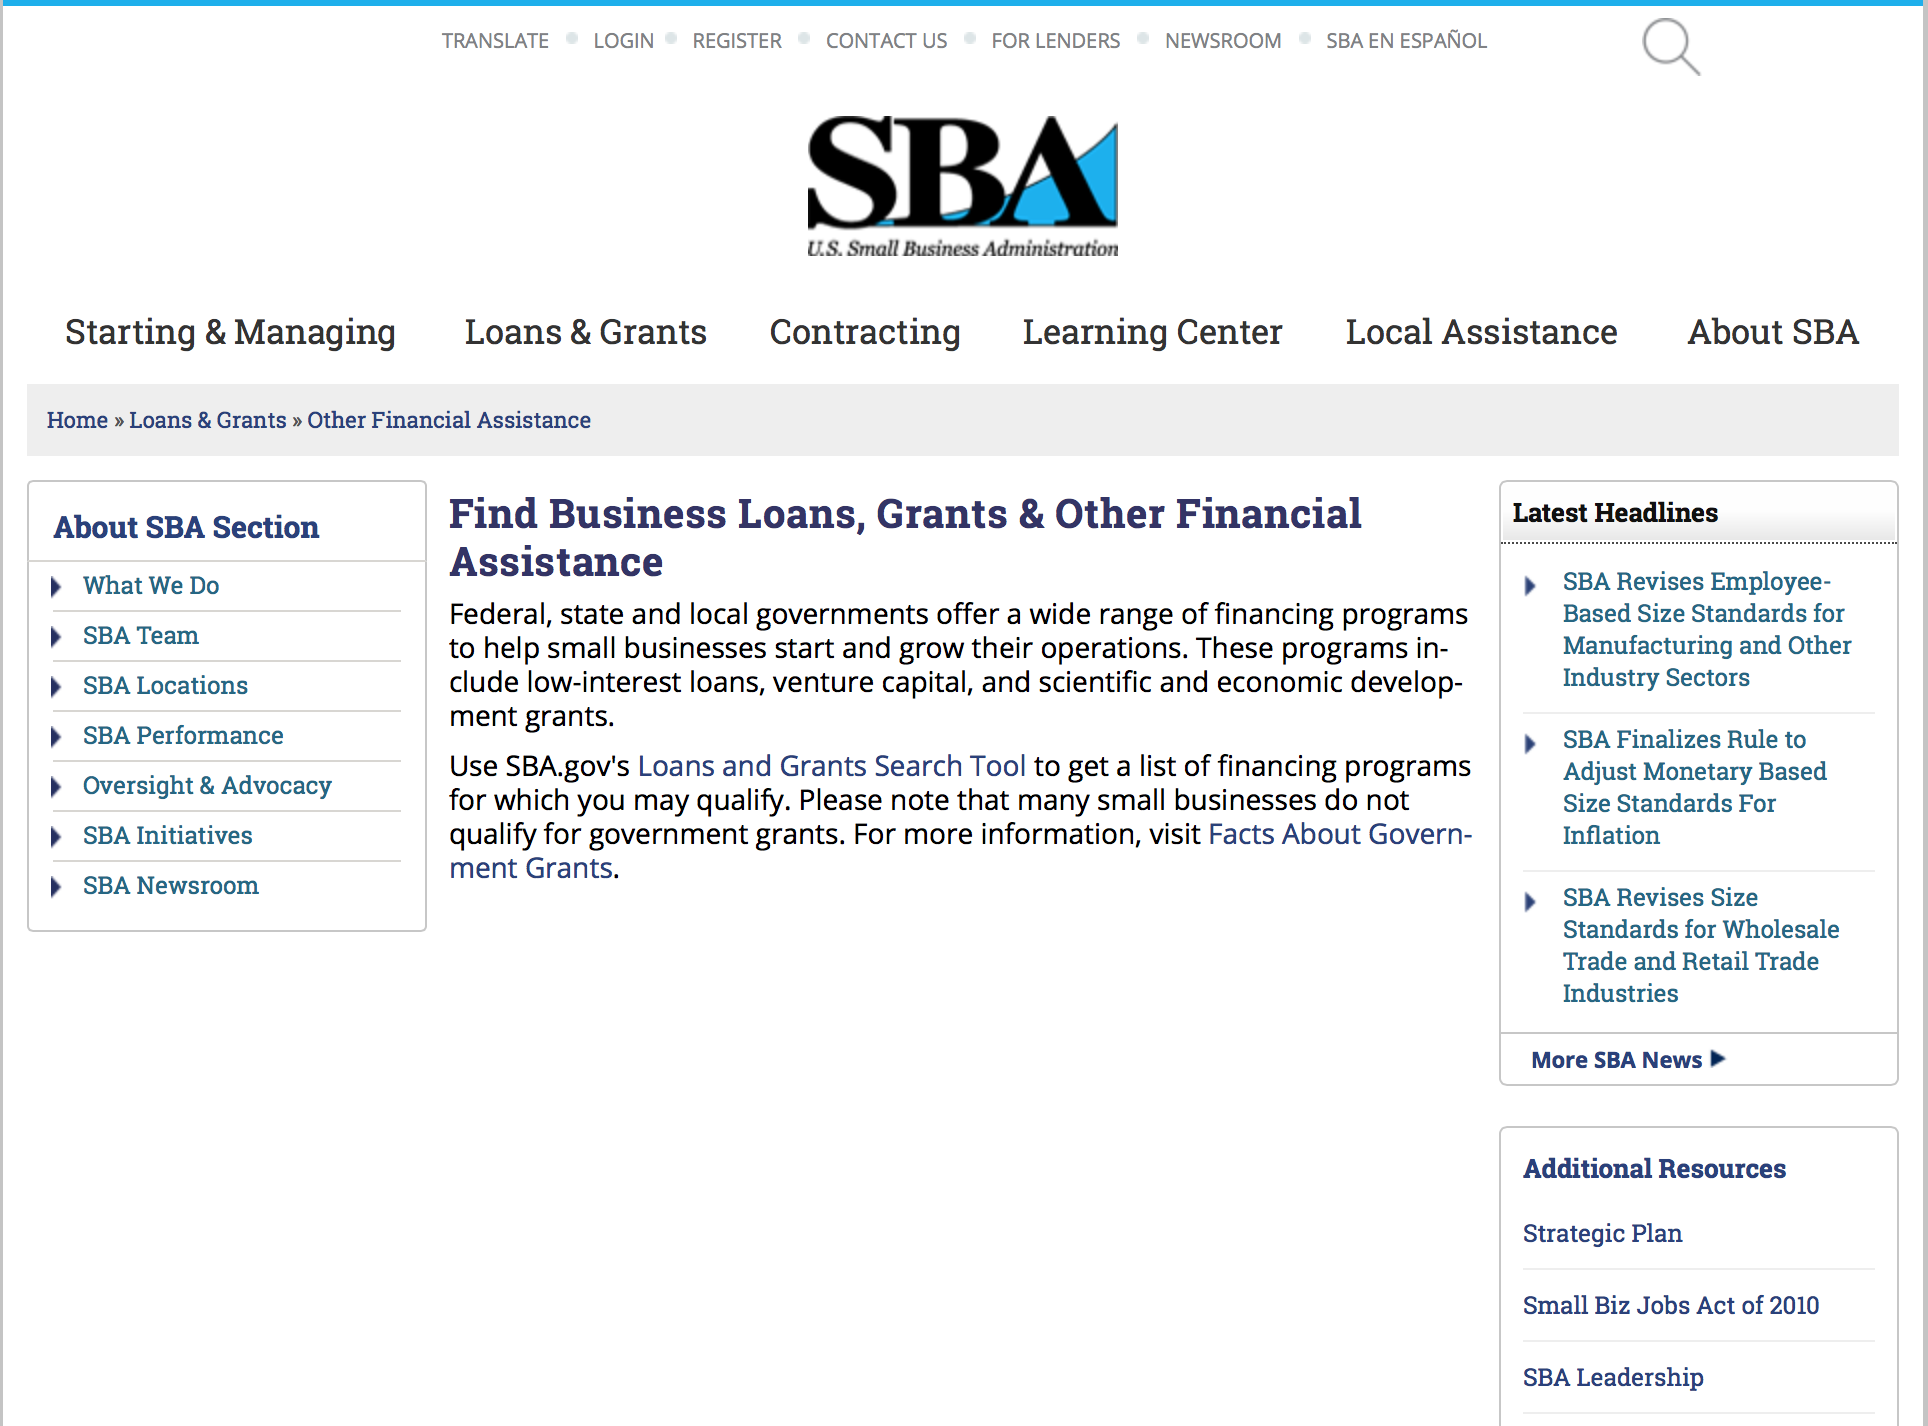 TRANSLATE • LOGIN • REGISTER • CONTACT US • FOR LENDERS • NEWSROOM • SBA EN ESPAÑOL
SBA
U.S. Small Business Administration
Starting & Managing Loans & Grants Contracting Learning Center Local Assistance About SBA
Home » Loans & Grants » Other Financial Assistance
About SBA Section
What We Do
SBA Team
SBA Locations
SBA Performance
Oversight & Advocacy
SBA Initiatives
SBA Newsroom
Find Business Loans, Grants & Other Financial
Assistance
Federal, state and local governments offer a wide range of financing programs
to help small businesses start and grow their operations. These programs in-
clude low-interest loans, venture capital, and scientific and economic develop-
ment grants.
Use SBA.gov's Loans and Grants Search Tool to get a list of financing programs
for which you may qualify. Please note that many small businesses do not
qualify for government grants. For more information, visit Facts About Govern-
ment Grants.
Latest Headlines
SBA Revises Employee-
Based Size Standards for
Manufacturing and Other
Industry Sectors
SBA Finalizes Rule to
Adjust Monetary Based
Size Standards For
Inflation
SBA Revises Size
Standards for Wholesale
Trade and Retail Trade
Industries
More SBA News
Additional Resources
Strategic Plan
Small Biz Jobs Act of 2010
SBA Leadership